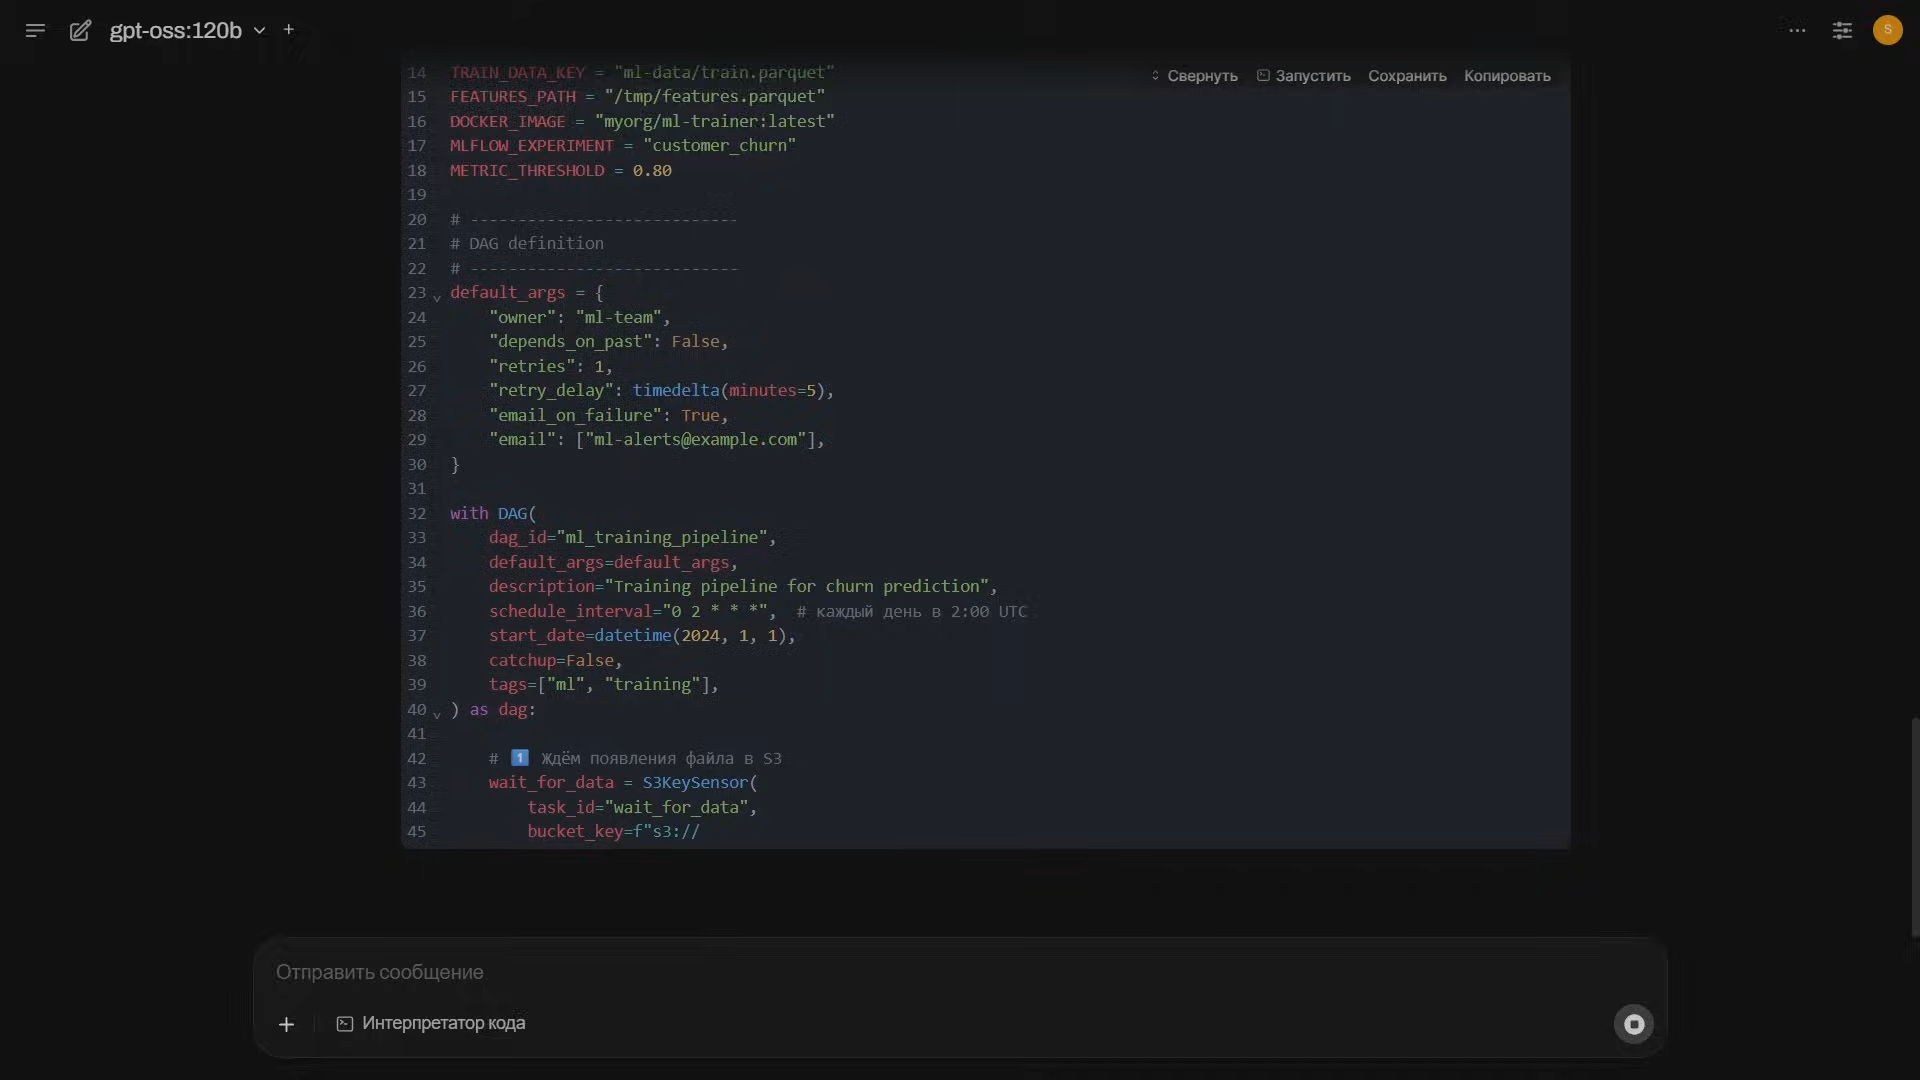 gpt-oss:120b
S
Свернуть Запустить Сохранить Копировать
14 TRAIN_DATA_KEY = "ml-data/train.parquet"
15 FEATURES_PATH = "/tmp/features.parquet"
16 DOCKER_IMAGE = "myorg/ml-trainer:latest"
17 MLFLOW_EXPERIMENT = "customer_churn"
18 METRIC_THRESHOLD = 0.80
19
20 # ----------------------------
21 # DAG definition
22 # ----------------------------
23 default_args = {
24     "owner": "ml-team",
25     "depends_on_past": False,
26     "retries": 1,
27     "retry_delay": timedelta(minutes=5),
28     "email_on_failure": True,
29     "email": ["ml-alerts@example.com"],
30 }
31
32 with DAG(
33     dag_id="ml_training_pipeline",
34     default_args=default_args,
35     description="Training pipeline for churn prediction",
36     schedule_interval="0 2 * * *",  # каждый день в 2:00 UTC
37     start_date=datetime(2024, 1, 1),
38     catchup=False,
39     tags=["ml", "training"],
40 ) as dag:
41
42     # 1️⃣ Ждём появления файла в S3
43     wait_for_data = S3KeySensor(
44         task_id="wait_for_data",
45         bucket_key=f"s3://
Отправить сообщение
Интерпретатор кода